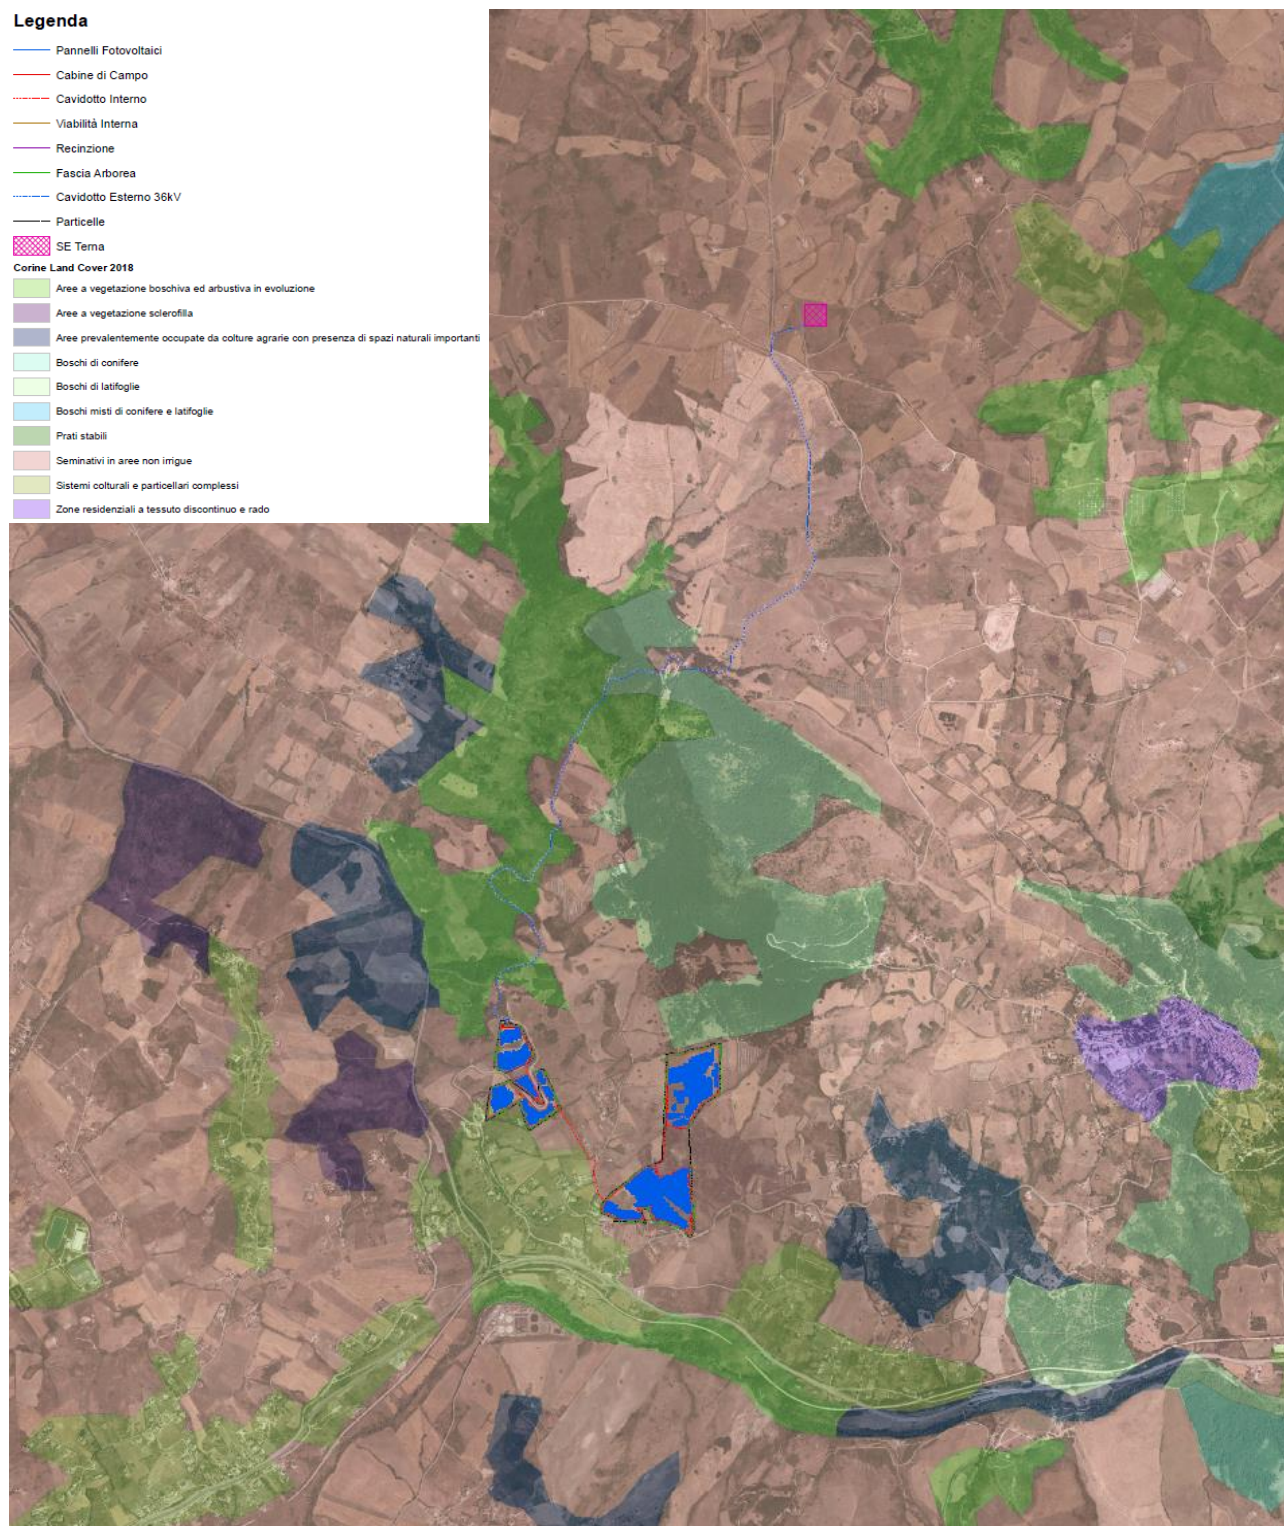 Legenda
Pannelli Fotovoltaici
Cabine di Campo
Cavidotto Interno
Viabilità Interna
Recinzione
Fascia Arborea
Cavidotto Esterno 36kV
Particelle
SE Terna
Corine Land Cover 2018
Aree a vegetazione boschiva ed arbustiva in evoluzione
Aree a vegetazione sclerofilla
Aree prevalentemente occupate da colture agrarie con presenza di spazi naturali importanti
Boschi di conifere
Boschi di latifoglie
Boschi misti di conifere e latifoglie
Prati stabili
Seminativi in aree non irrigue
Sistemi colturali e particellari complessi
Zone residenziali a tessuto discontinuo e rado